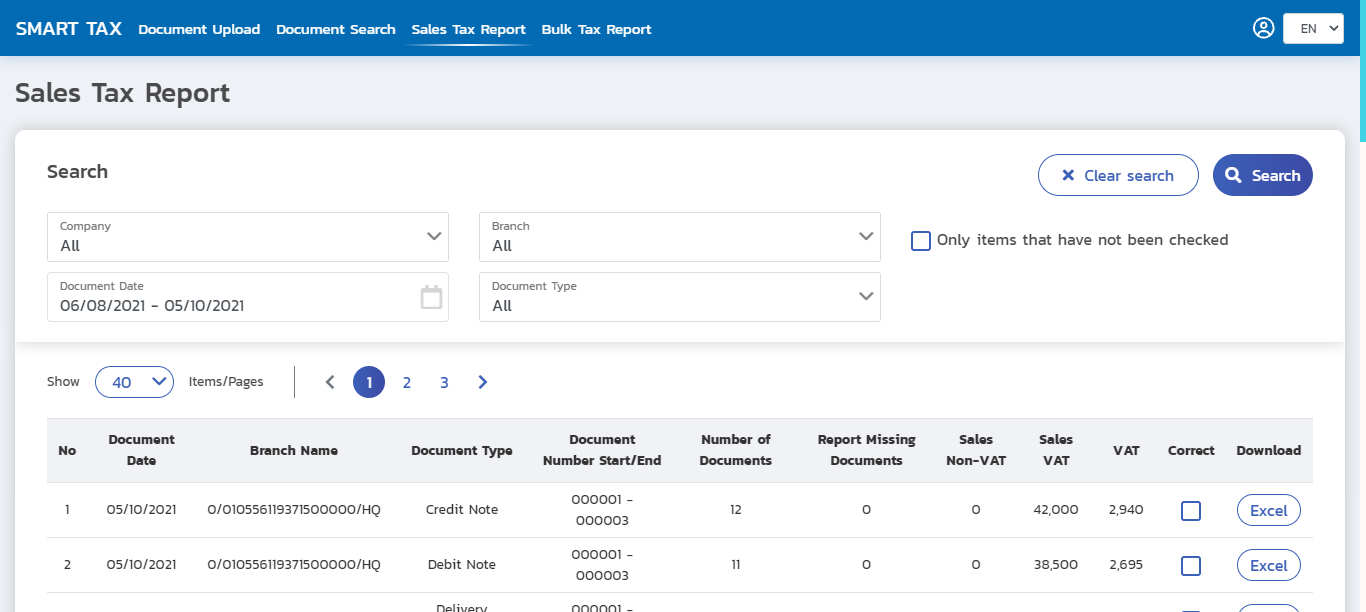 SMART TAX Document Upload Document Search Sales Tax Report Bulk Tax Report EN
Sales Tax Report
Search Clear search Search
Company
All
Branch
All
Only items that have not been checked
Document Date
06/08/2021 - 05/10/2021
Document Type
All
Show 40 Items/Pages 1 2 3
No Document Date Branch Name Document Type Document Number Start/End Number of Documents Report Missing Documents Sales Non-VAT Sales VAT VAT Correct Download
1 05/10/2021 0/010556119371500000/HQ Credit Note 000001 - 000003 12 0 0 42,000 2,940 Excel
2 05/10/2021 0/010556119371500000/HQ Debit Note 000001 - 000003 11 0 0 38,500 2,695 Excel
Delivery 000001 -